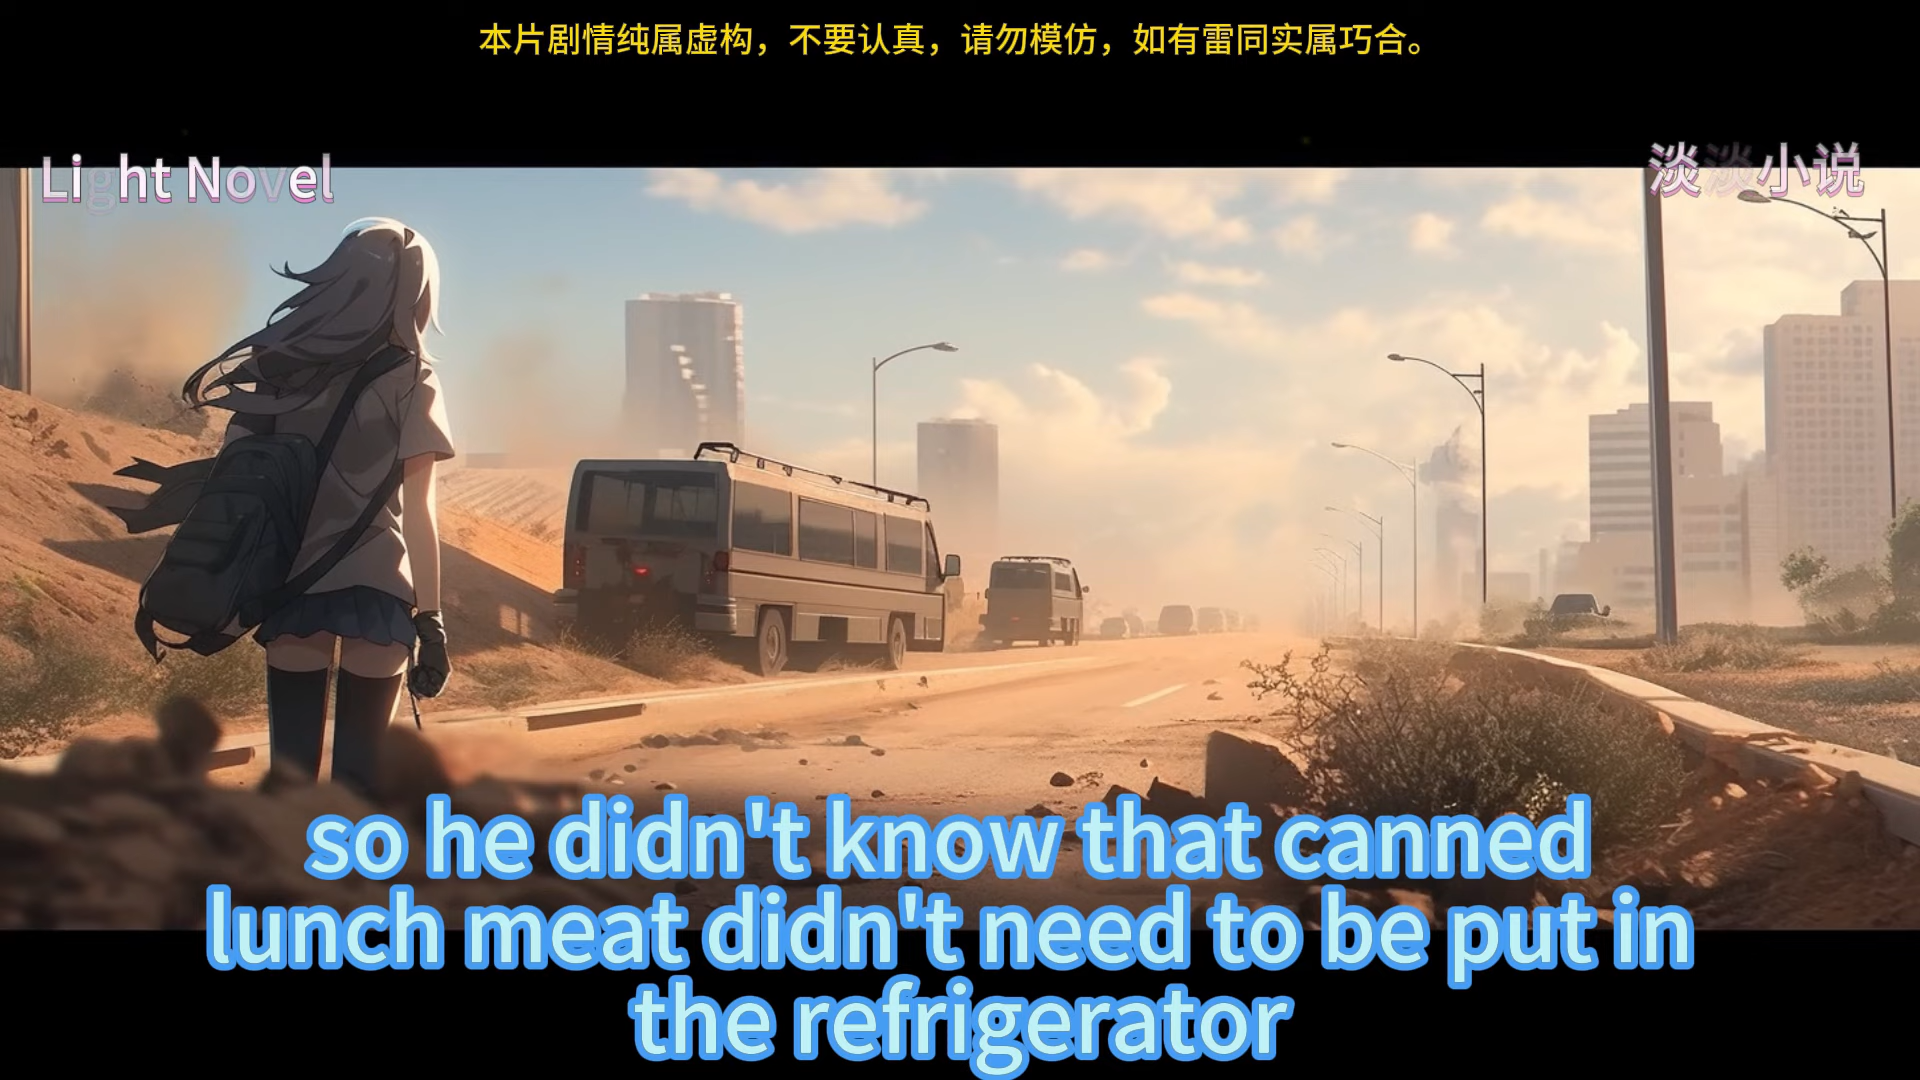 本片剧情纯属虚构，不要认真，请勿模仿，如有雷同实属巧合。
Light Novel
淡淡小说
so he didn't know that canned
lunch meat didn't need to be put in
the refrigerator